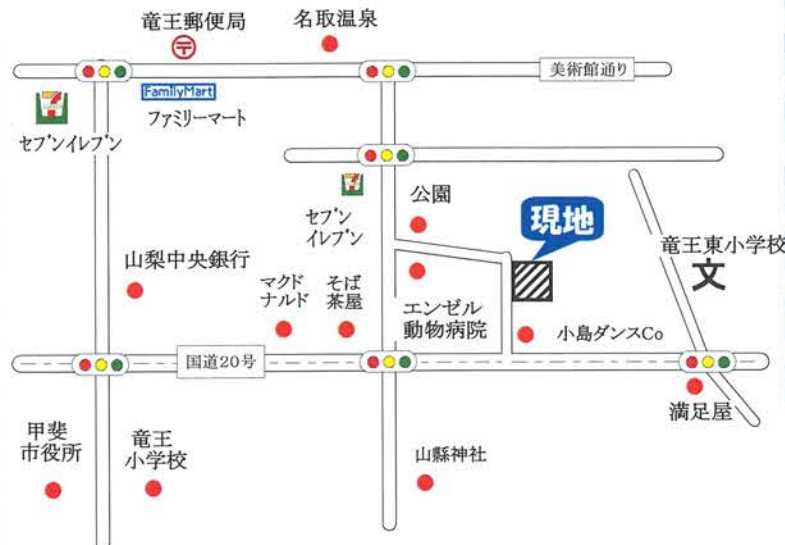 竜王郵便局
名取温泉
美術館通り
FamilyMart
ファミリーマート
セブンイレブン
セブン
イレブン
公園
現地
竜王東小学校
文
山梨中央銀行
マクド
ナルド
そば
茶屋
エンゼル
動物病院
小島ダンスCo
国道20号
満足屋
甲斐
市役所
竜王
小学校
山縣神社